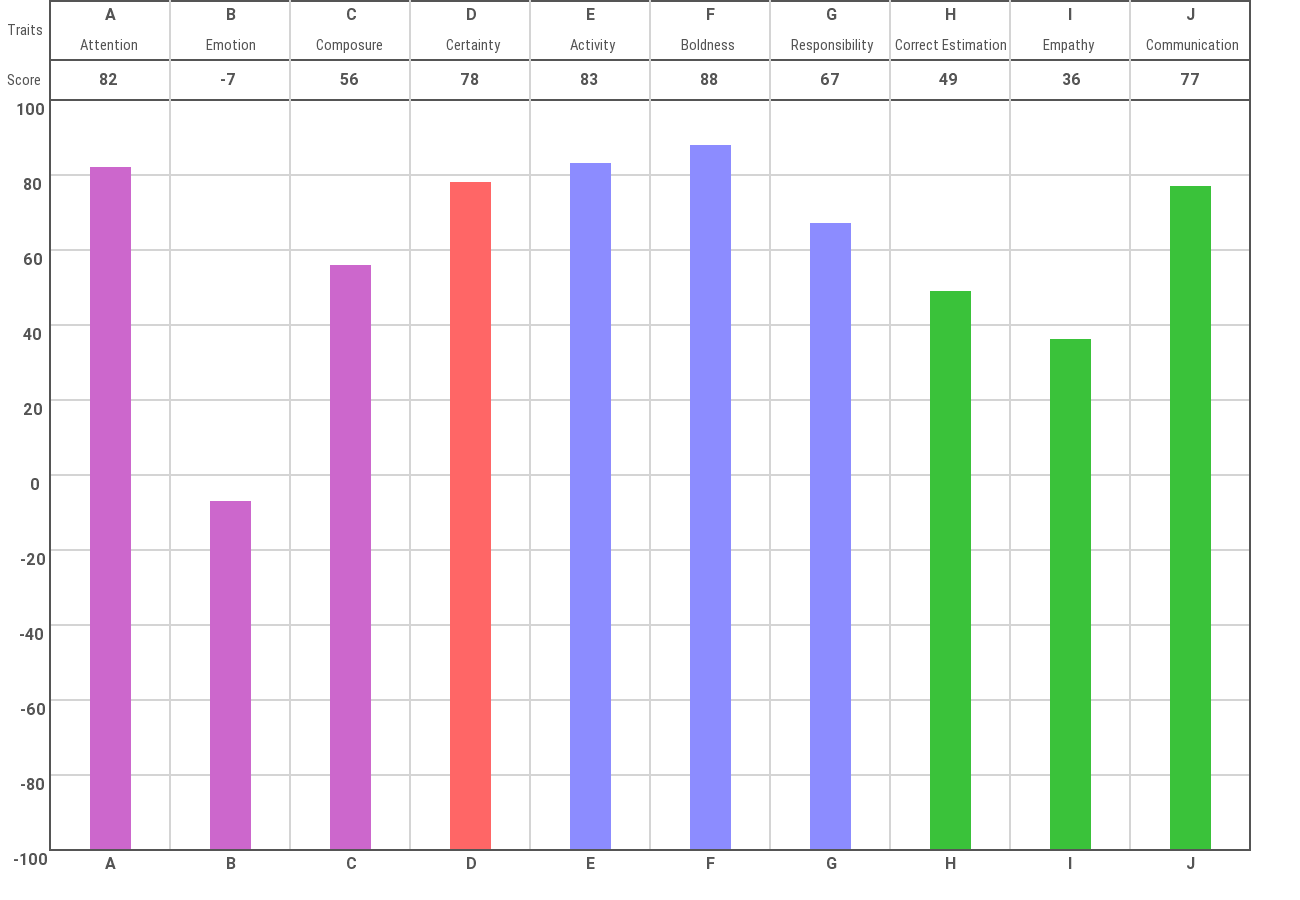 Traits
A B C D E F G H I J
Attention Emotion Composure Certainty Activity Boldness Responsibility Correct Estimation Empathy Communication
Score 82 -7 56 78 83 88 67 49 36 77
100
80
60
40
20
0
-20
-40
-60
-80
-100
A B C D E F G H I J